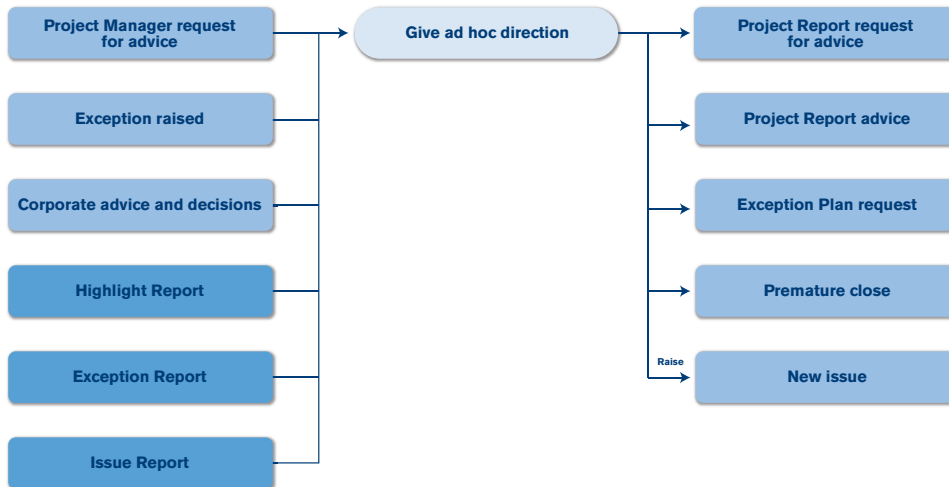 Project Manager request
for advice
Give ad hoc direction
Project Report request
for advice
Exception raised
Project Report advice
Corporate advice and decisions
Exception Plan request
Highlight Report
Premature close
Exception Report
Raise
New issue
Issue Report